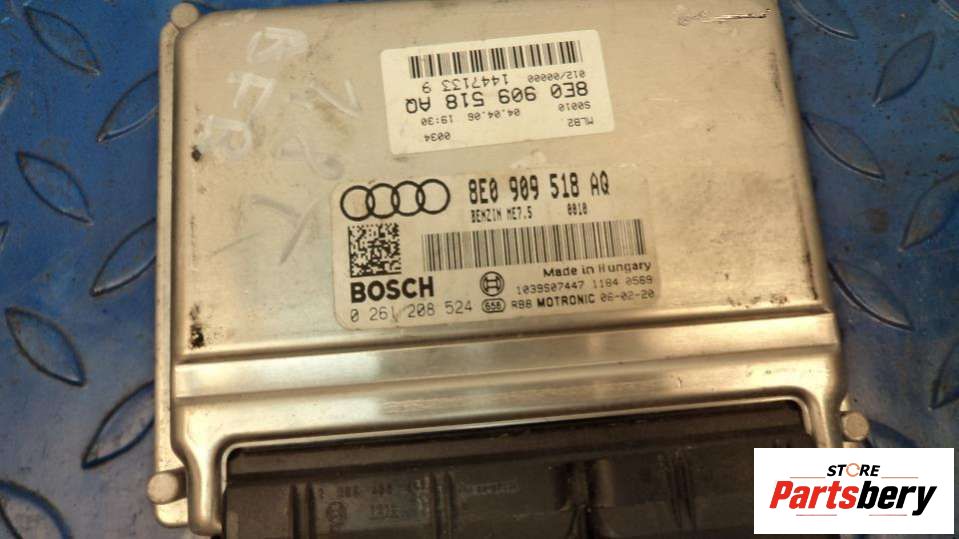 MLB2
S0010
04.04.06 19:30
0034
8E0 909 518 AQ
012/00000 1447133 9
8E0 909 518 AQ
BENZIN ME7.5 0010
Made in Hungary
BOSCH
1039S07447 1184 0569
0 261 208 524 656 RBB MOTRONIC 06-02-20
STORE
Partsbery